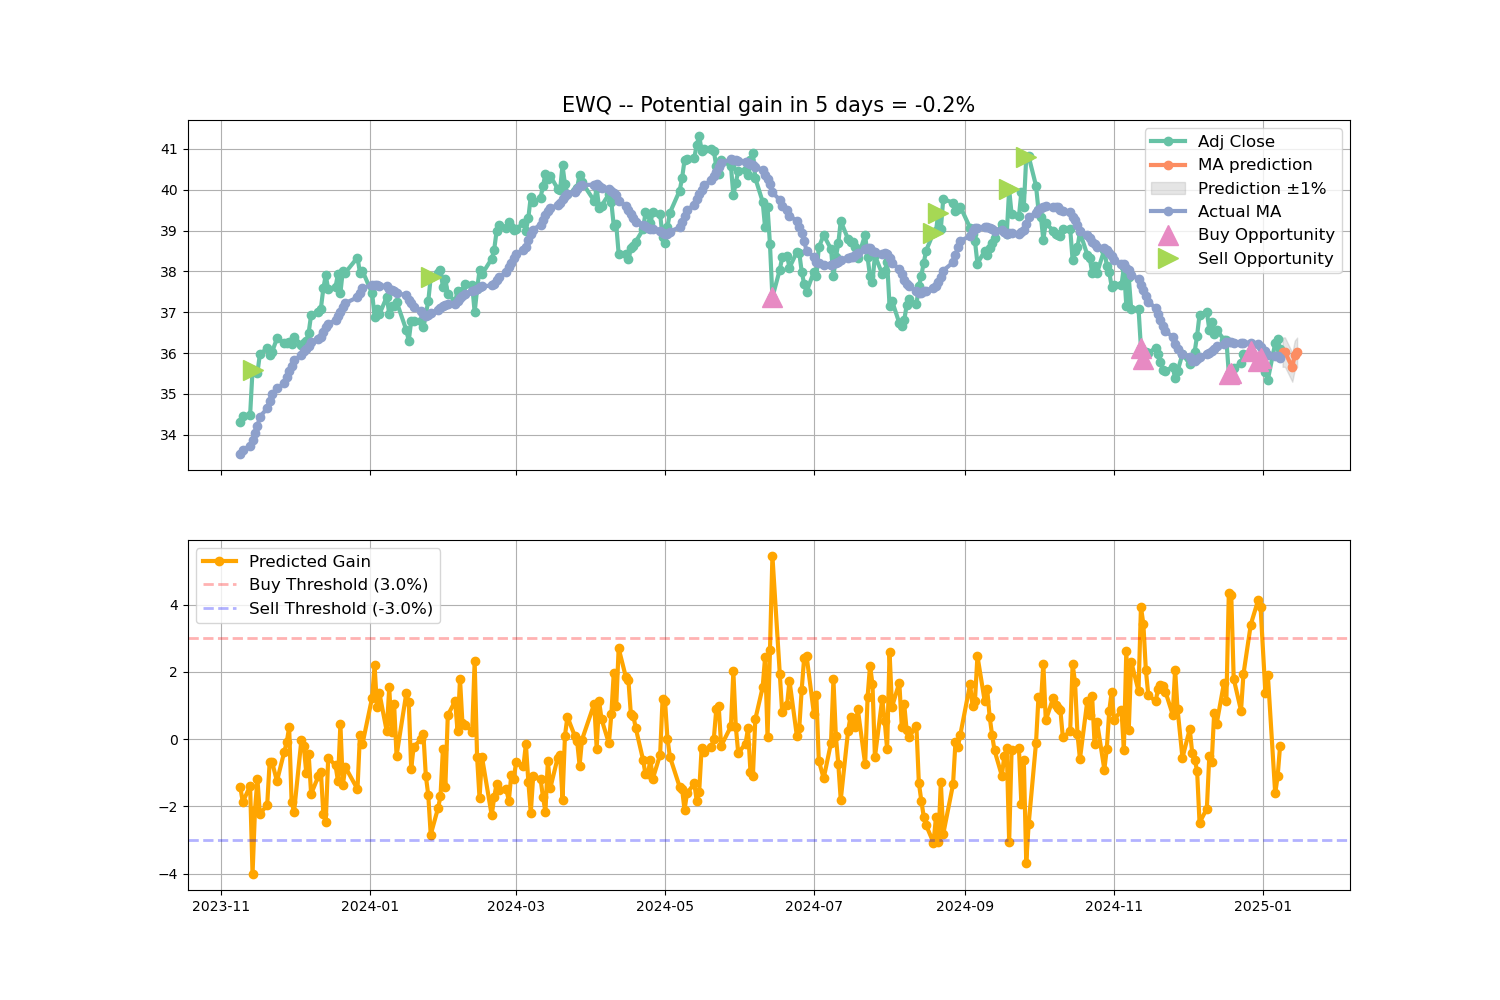 EWQ -- Potential gain in 5 days = -0.2%
41
40
39
38
37
36
35
34
Adj Close
MA prediction
Prediction ±1%
Actual MA
Buy Opportunity
Sell Opportunity
Predicted Gain
Buy Threshold (3.0%)
Sell Threshold (-3.0%)
4
2
0
−2
−4
2023-11
2024-01
2024-03
2024-05
2024-07
2024-09
2024-11
2025-01